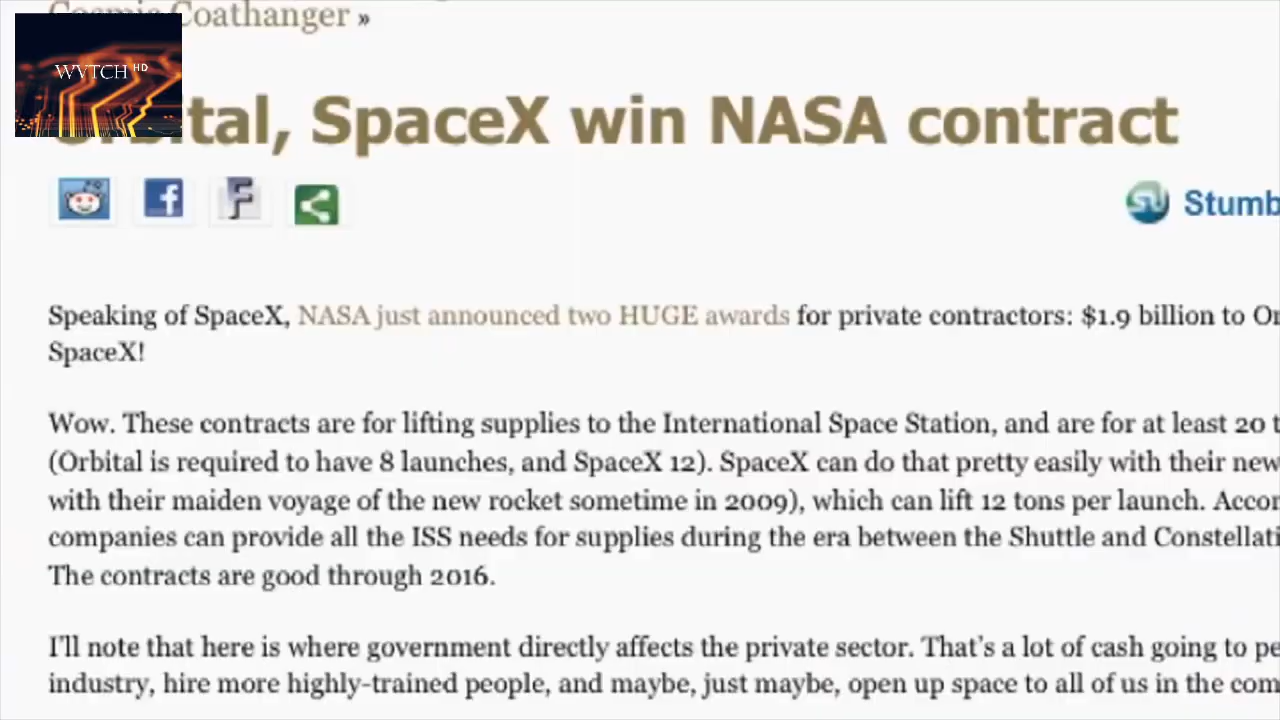 Cosmic Coathanger »
WVTCH HD
Orbital, SpaceX win NASA contract
Stumb
Speaking of SpaceX, NASA just announced two HUGE awards for private contractors: $1.9 billion to Or
SpaceX!
Wow. These contracts are for lifting supplies to the International Space Station, and are for at least 20 t
(Orbital is required to have 8 launches, and SpaceX 12). SpaceX can do that pretty easily with their new
with their maiden voyage of the new rocket sometime in 2009), which can lift 12 tons per launch. Accor
companies can provide all the ISS needs for supplies during the era between the Shuttle and Constellati
The contracts are good through 2016.
I'll note that here is where government directly affects the private sector. That's a lot of cash going to pe
industry, hire more highly-trained people, and maybe, just maybe, open up space to all of us in the com